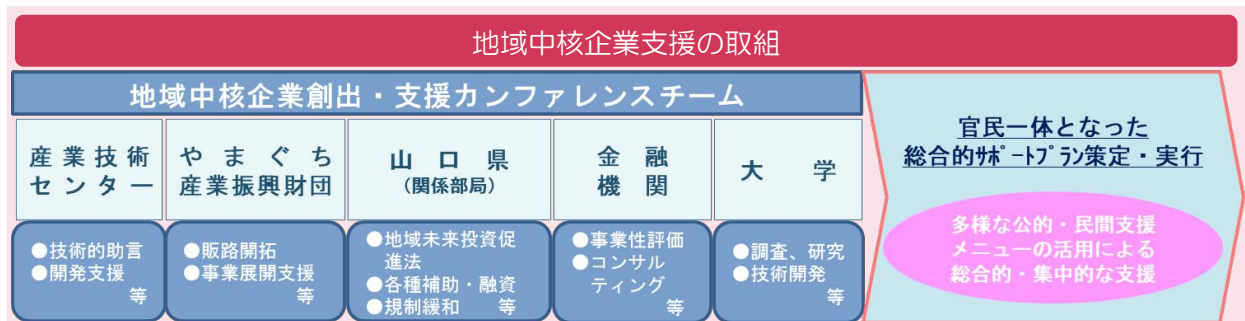 地域中核企業支援の取組
地域中核企業創出・支援カンファレンスチーム
産業技術
センター
やまぐち
産業振興財団
山口県
(関係部局)
金融
機関
大学
●技術的助言
●開発支援
等
●販路開拓
●事業展開支援
等
●地域未来投資促
進法
●各種補助・融資
●規制緩和 等
●事業性評価
●コンサル
ティング
等
●調査、研究
●技術開発
等
官民一体となった
総合的ｻﾎﾟｰﾄﾌﾟﾗﾝ策定・実行
多様な公的・民間支援
メニューの活用による
総合的・集中的な支援